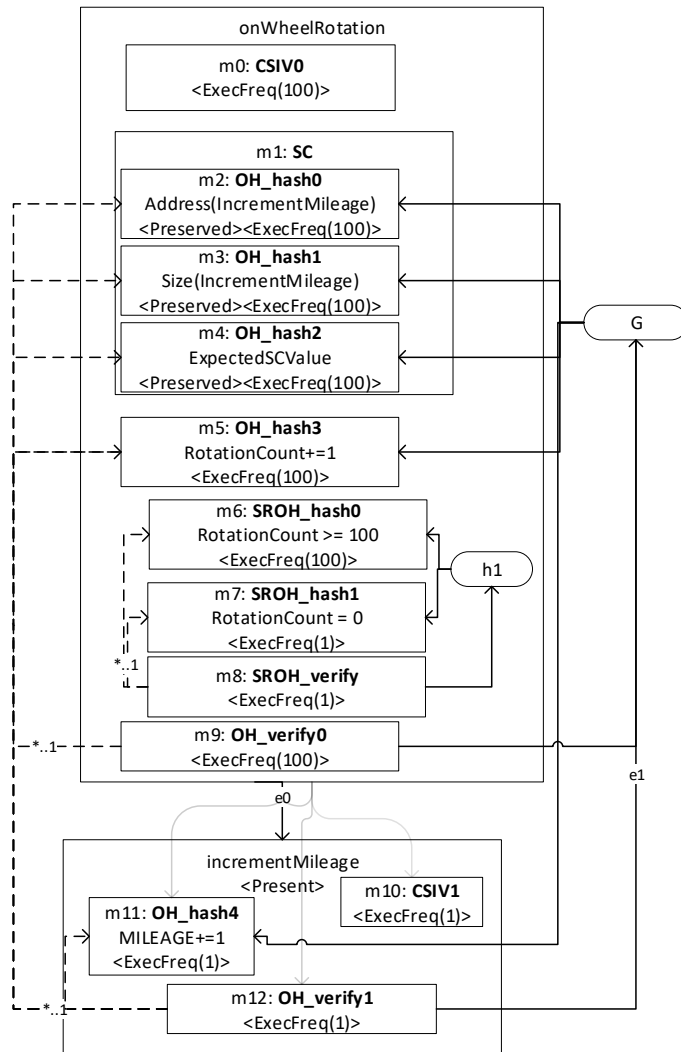 onWheelRotation
m0: CSIV0
<ExecFreq(100)>
m1: SC
m2: OH_hash0
Address(IncrementMileage)
<Preserved><ExecFreq(100)>
m3: OH_hash1
Size(IncrementMileage)
<Preserved><ExecFreq(100)>
m4: OH_hash2
ExpectedSCValue
<Preserved><ExecFreq(100)>
G
m5: OH_hash3
RotationCount+=1
<ExecFreq(100)>
m6: SROH_hash0
RotationCount >= 100
<ExecFreq(100)>
h1
m7: SROH_hash1
RotationCount = 0
<ExecFreq(1)>
*..1
m8: SROH_verify
<ExecFreq(1)>
m9: OH_verify0
<ExecFreq(100)>
*..1
e1
e0
incrementMileage
<Present>
m10: CSIV1
<ExecFreq(1)>
m11: OH_hash4
MILEAGE+=1
<ExecFreq(1)>
*..1
m12: OH_verify1
<ExecFreq(1)>